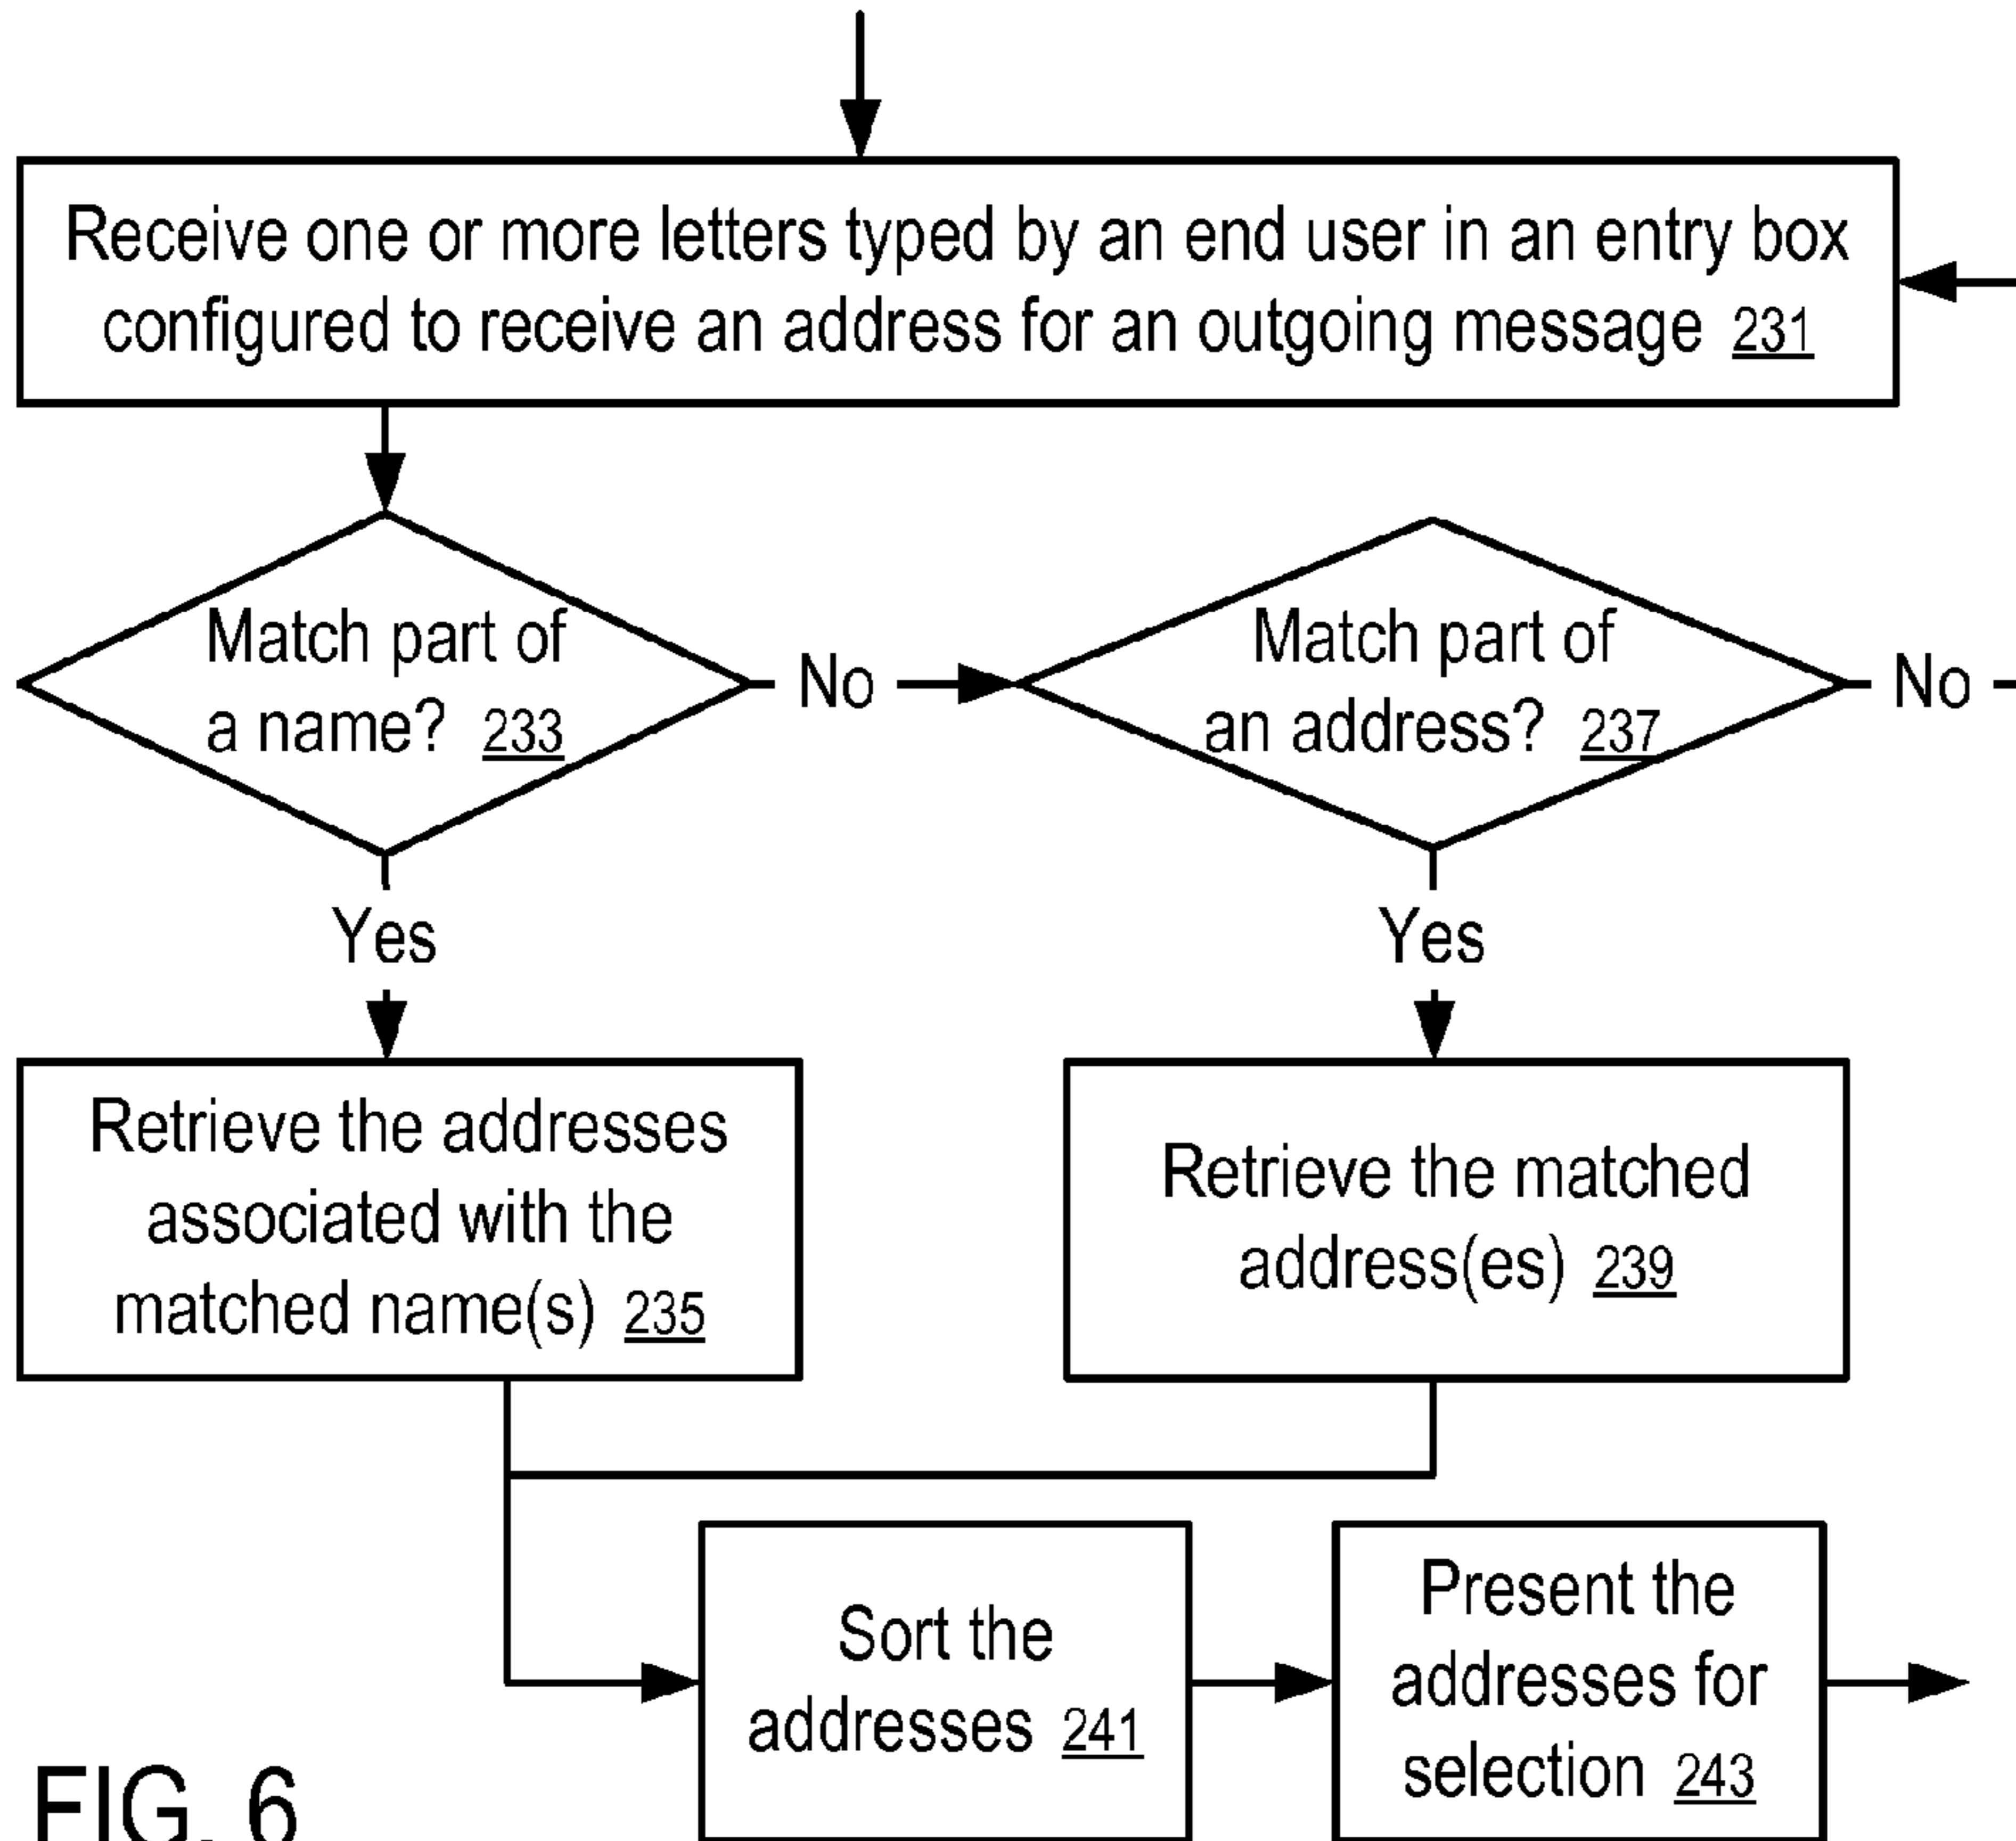 Receive one or more letters typed by an end user in an entry box
configured to receive an address for an outgoing message 231
Match part of
a name? 233
No
Match part of
an address? 237
No
Yes
Yes
Retrieve the addresses
associated with the
matched name(s) 235
Retrieve the matched
address(es) 239
Sort the
addresses 241
Present the
addresses for
selection 243
FIG. 6